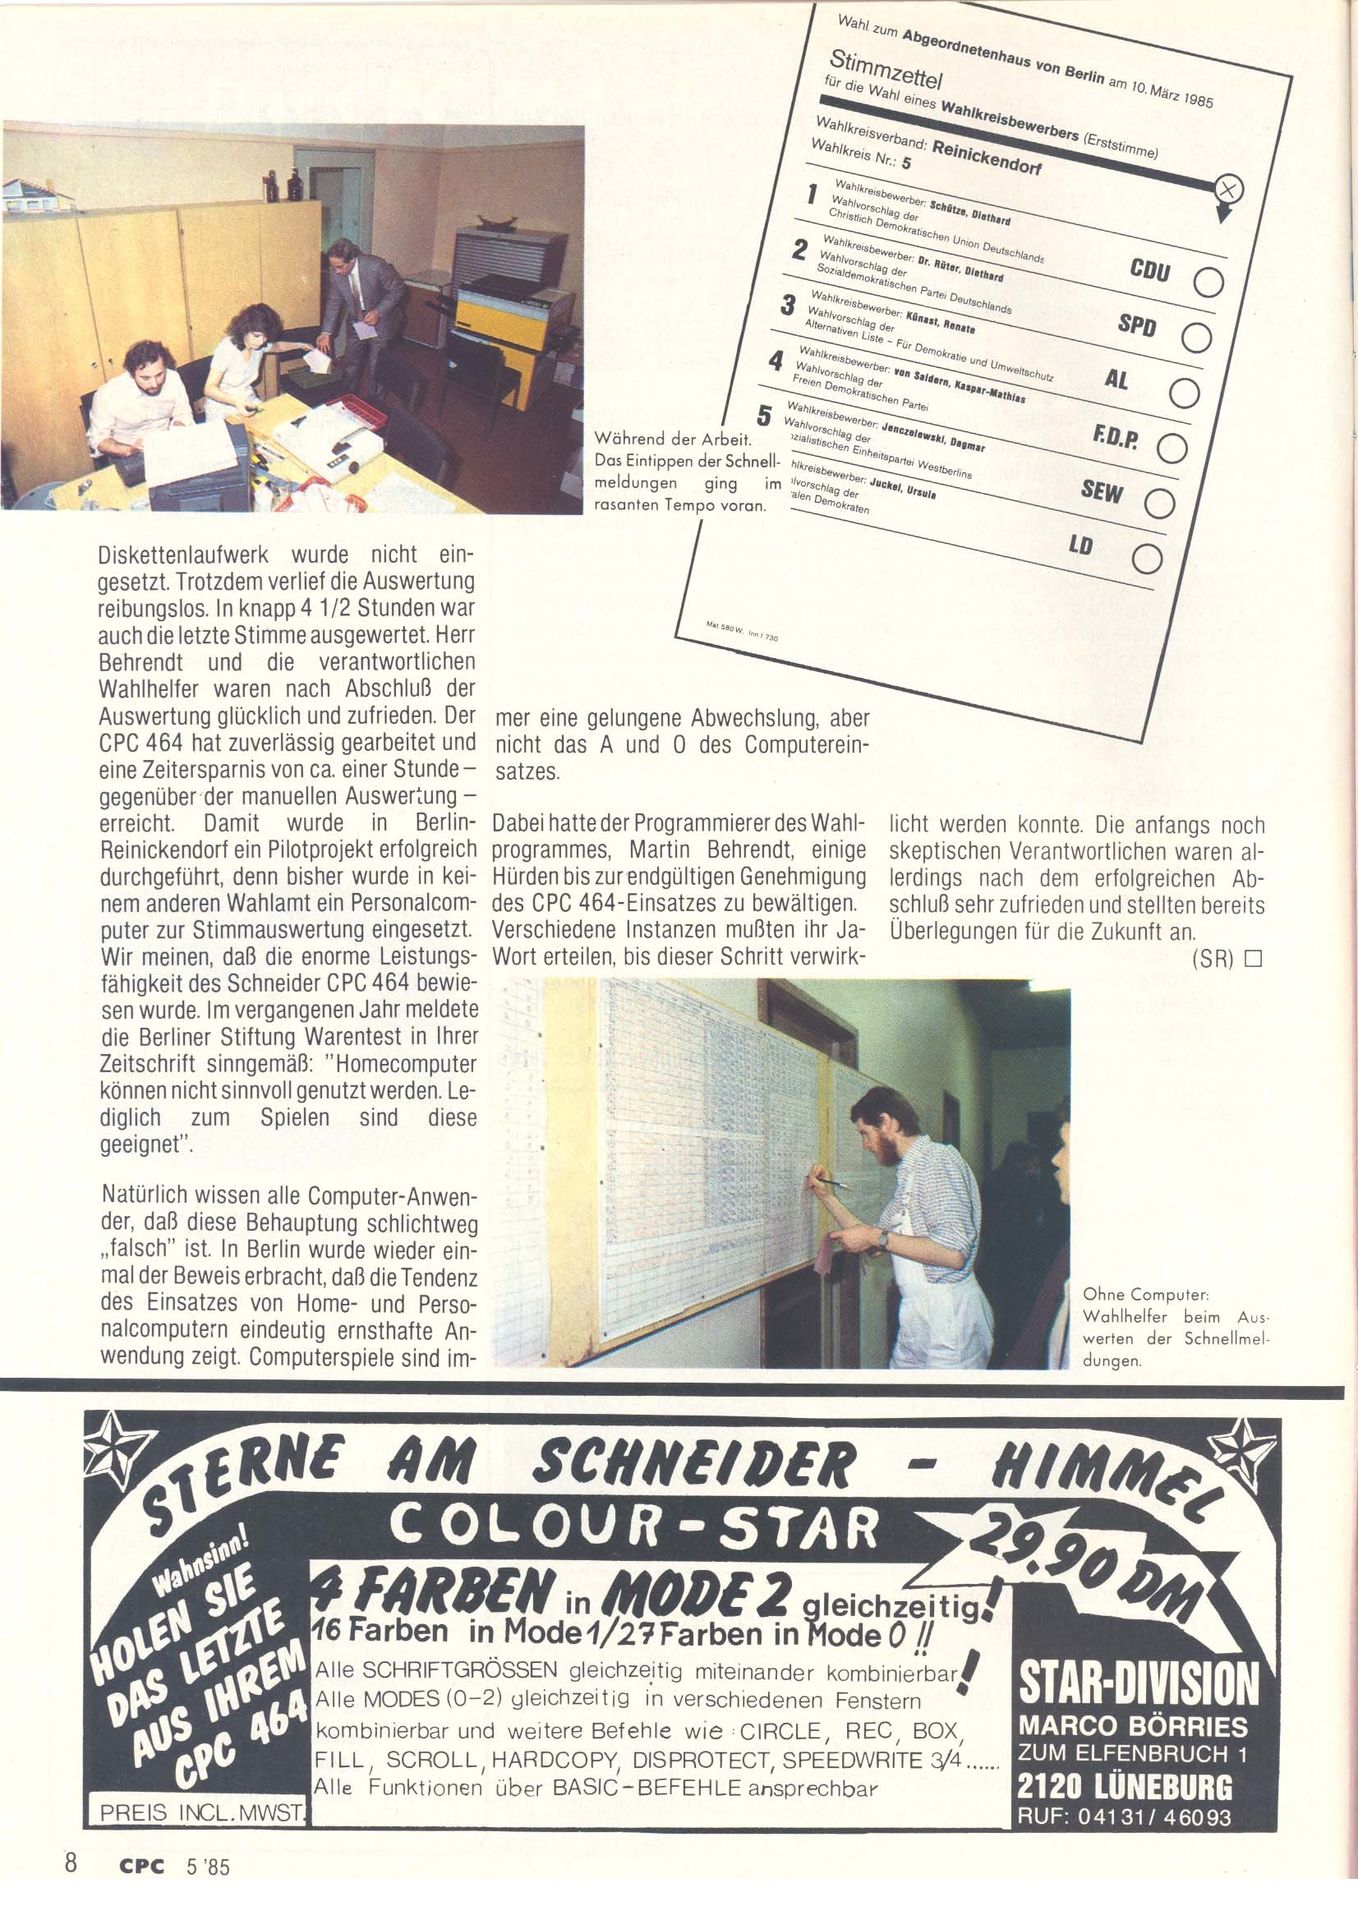 Wahl zum Abgeordnetenhaus von Berlin am 10. März 1985
Stimmzettel
für die Wahl eines Wahlkreisbewerbers (Erststimme)
Wahlkreisverband: Reinickendorf
Wahlkreis Nr.: 5
1 Wahlkreisbewerber: Schütze, Diethard
Wahlvorschlag der
Christlich Demokratischen Union Deutschlands
CDU
2 Wahlkreisbewerber: Dr. Rüter, Diethard
Wahlvorschlag der
Sozialdemokratischen Partei Deutschlands
SPD
3 Wahlkreisbewerber: Künast, Renate
Wahlvorschlag der
Alternativen Liste – Für Demokratie und Umweltschutz
AL
4 Wahlkreisbewerber: von Saldern, Kaspar-Mathias
Wahlvorschlag der
Freien Demokratischen Partei
F.D.P.
5 Wahlkreisbewerber: Jenczelewski, Dagmar
Wahlvorschlag der
ozialistischen Einheitspartei Westberlins
SEW
hlkreisbewerber: Juckel, Ursula
lvorschlag der
alen Demokraten
LD
Mat. 580 W. Inn I 730
Während der Arbeit.
Das Eintippen der Schnell-
meldungen ging im
rasanten Tempo voran.
Diskettenlaufwerk wurde nicht ein-
gesetzt. Trotzdem verlief die Auswertung
reibungslos. In knapp 4 1/2 Stunden war
auch die letzte Stimme ausgewertet. Herr
Behrendt und die verantwortlichen
Wahlhelfer waren nach Abschluß der
Auswertung glücklich und zufrieden. Der
CPC 464 hat zuverlässig gearbeitet und
eine Zeitersparnis von ca. einer Stunde –
gegenüber der manuellen Auswertung –
erreicht. Damit wurde in Berlin-
Reinickendorf ein Pilotprojekt erfolgreich
durchgeführt, denn bisher wurde in kei-
nem anderen Wahlamt ein Personalcom-
puter zur Stimmauswertung eingesetzt.
Wir meinen, daß die enorme Leistungs-
fähigkeit des Schneider CPC 464 bewie-
sen wurde. Im vergangenen Jahr meldete
die Berliner Stiftung Warentest in Ihrer
Zeitschrift sinngemäß: "Homecomputer
können nicht sinnvoll genutzt werden. Le-
diglich zum Spielen sind diese
geeignet".
Natürlich wissen alle Computer-Anwen-
der, daß diese Behauptung schlichtweg
„falsch" ist. In Berlin wurde wieder ein-
mal der Beweis erbracht, daß die Tendenz
des Einsatzes von Home- und Perso-
nalcomputern eindeutig ernsthafte An-
wendung zeigt. Computerspiele sind im-
mer eine gelungene Abwechslung, aber
nicht das A und O des Computerein-
satzes.
Dabei hatte der Programmierer des Wahl-
programmes, Martin Behrendt, einige
Hürden bis zur endgültigen Genehmigung
des CPC 464-Einsatzes zu bewältigen.
Verschiedene Instanzen mußten ihr Ja-
Wort erteilen, bis dieser Schritt verwirk-
licht werden konnte. Die anfangs noch
skeptischen Verantwortlichen waren al-
lerdings nach dem erfolgreichen Ab-
schluß sehr zufrieden und stellten bereits
Überlegungen für die Zukunft an.
(SR) □
Ohne Computer:
Wahlhelfer beim Aus-
werten der Schnellmel-
dungen.
STERNE AM SCHNEIDER - HIMMEL
COLOUR-STAR
29.90 DM
Wahnsinn!
HOLEN SIE
DAS LETZTE
AUS IHREM
CPC 464
PREIS INCL. MWST.
4 FARBEN in MODE 2 gleichzeitig!
16 Farben in Mode 1/27 Farben in Mode 0 !!
Alle SCHRIFTGRÖSSEN gleichzeitig miteinander kombinierbar!
Alle MODES (0-2) gleichzeitig in verschiedenen Fenstern
kombinierbar und weitere Befehle wie : CIRCLE, REC, BOX,
FILL, SCROLL, HARDCOPY, DISPROTECT, SPEEDWRITE 3/4......
Alle Funktionen über BASIC-BEFEHLE ansprechbar
STAR-DIVISION
MARCO BÖRRIES
ZUM ELFENBRUCH 1
2120 LÜNEBURG
RUF: 04131/46093
8 CPC 5 '85